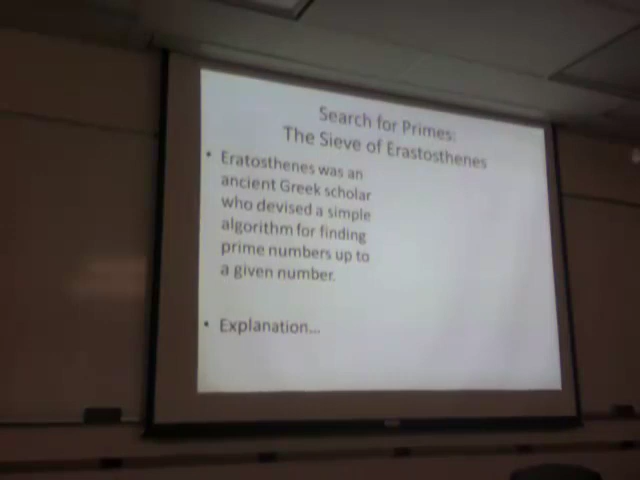 Search for Primes:
The Sieve of Erastosthenes
• Eratosthenes was an
ancient Greek scholar
who devised a simple
algorithm for finding
prime numbers up to
a given number.
• Explanation...